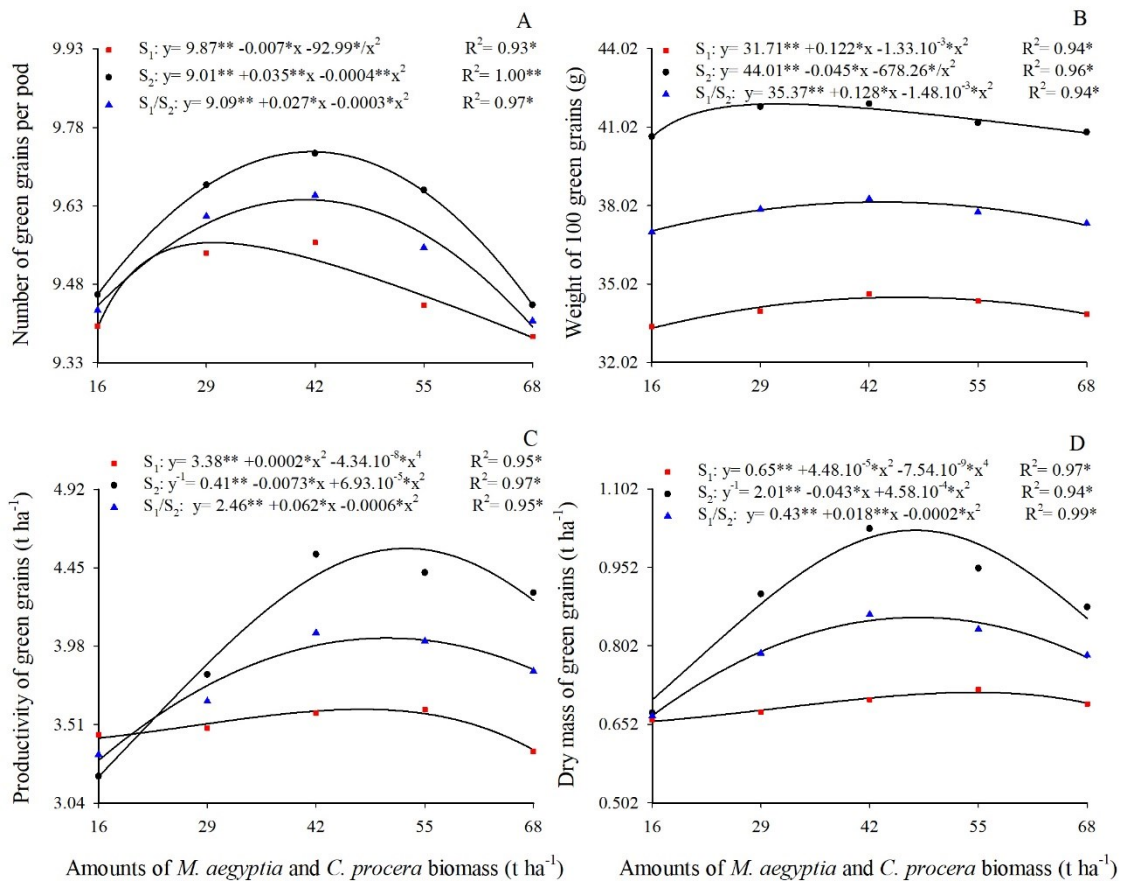 A
S₁: y= 9.87** -0.007*x -92.99*/x² R²= 0.93*
S₂: y= 9.01** +0.035**x -0.0004**x² R²= 1.00**
S₁/S₂: y= 9.09** +0.027*x -0.0003*x² R²= 0.97*
Number of green grains per pod
9.93
9.78
9.63
9.48
9.33
16 29 42 55 68
B
S₁: y= 31.71** +0.122*x -1.33.10⁻³*x² R²= 0.94*
S₂: y= 44.01** -0.045*x -678.26*/x² R²= 0.96*
S₁/S₂: y= 35.37** +0.128*x -1.48.10⁻³*x² R²= 0.94*
Weight of 100 green grains (g)
44.02
41.02
38.02
35.02
32.02
16 29 42 55 68
C
S₁: y= 3.38** +0.0002*x² -4.34.10⁻⁸*x⁴ R²= 0.95*
S₂: y⁻¹= 0.41** -0.0073*x +6.93.10⁻⁵*x² R²= 0.97*
S₁/S₂: y= 2.46** +0.062*x -0.0006*x² R²= 0.95*
Productivity of green grains (t ha⁻¹)
4.92
4.45
3.98
3.51
3.04
16 29 42 55 68
Amounts of M. aegyptia and C. procera biomass (t ha⁻¹)
D
S₁: y= 0.65** +4.48.10⁻⁵*x² -7.54.10⁻⁹*x⁴ R²= 0.97*
S₂: y⁻¹= 2.01** -0.043*x +4.58.10⁻⁴*x² R²= 0.94*
S₁/S₂: y= 0.43** +0.018**x -0.0002*x² R²= 0.99*
Dry mass of green grains (t ha⁻¹)
1.102
0.952
0.802
0.652
0.502
16 29 42 55 68
Amounts of M. aegyptia and C. procera biomass (t ha⁻¹)